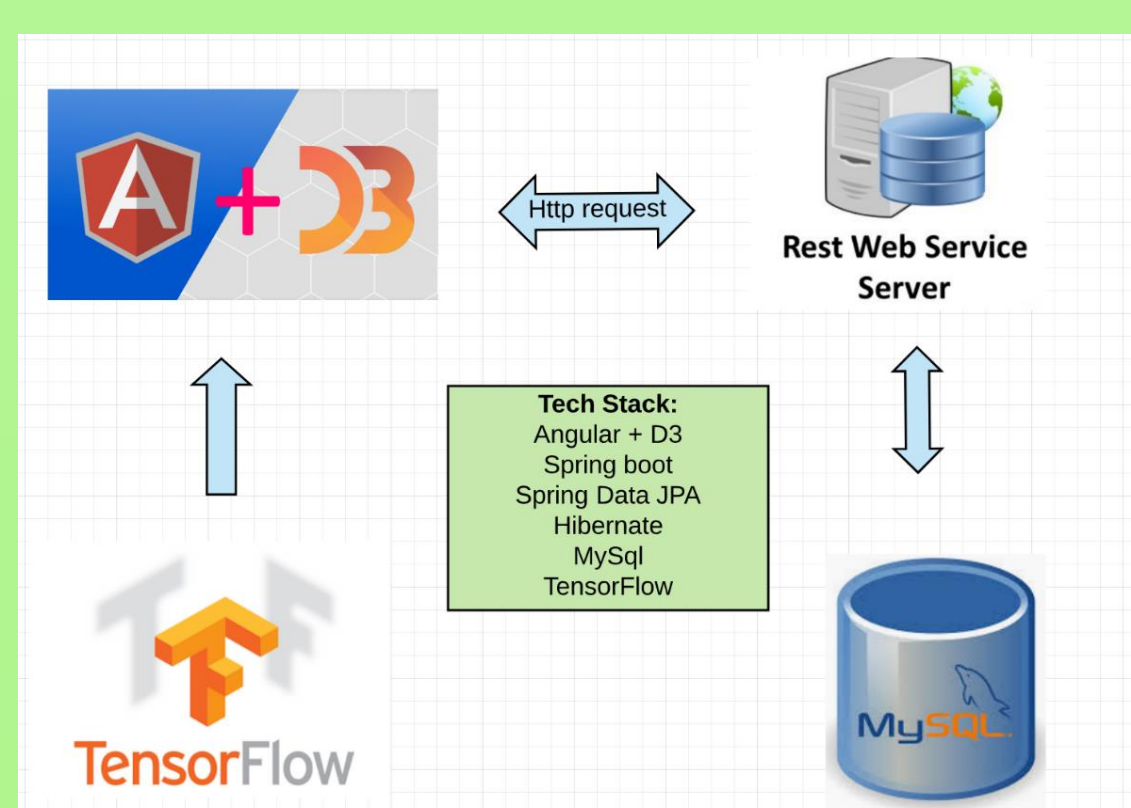 A + D3
Http request
Rest Web Service
Server
Tech Stack:
Angular + D3
Spring boot
Spring Data JPA
Hibernate
MySql
TensorFlow
TF
TensorFlow
MySQL